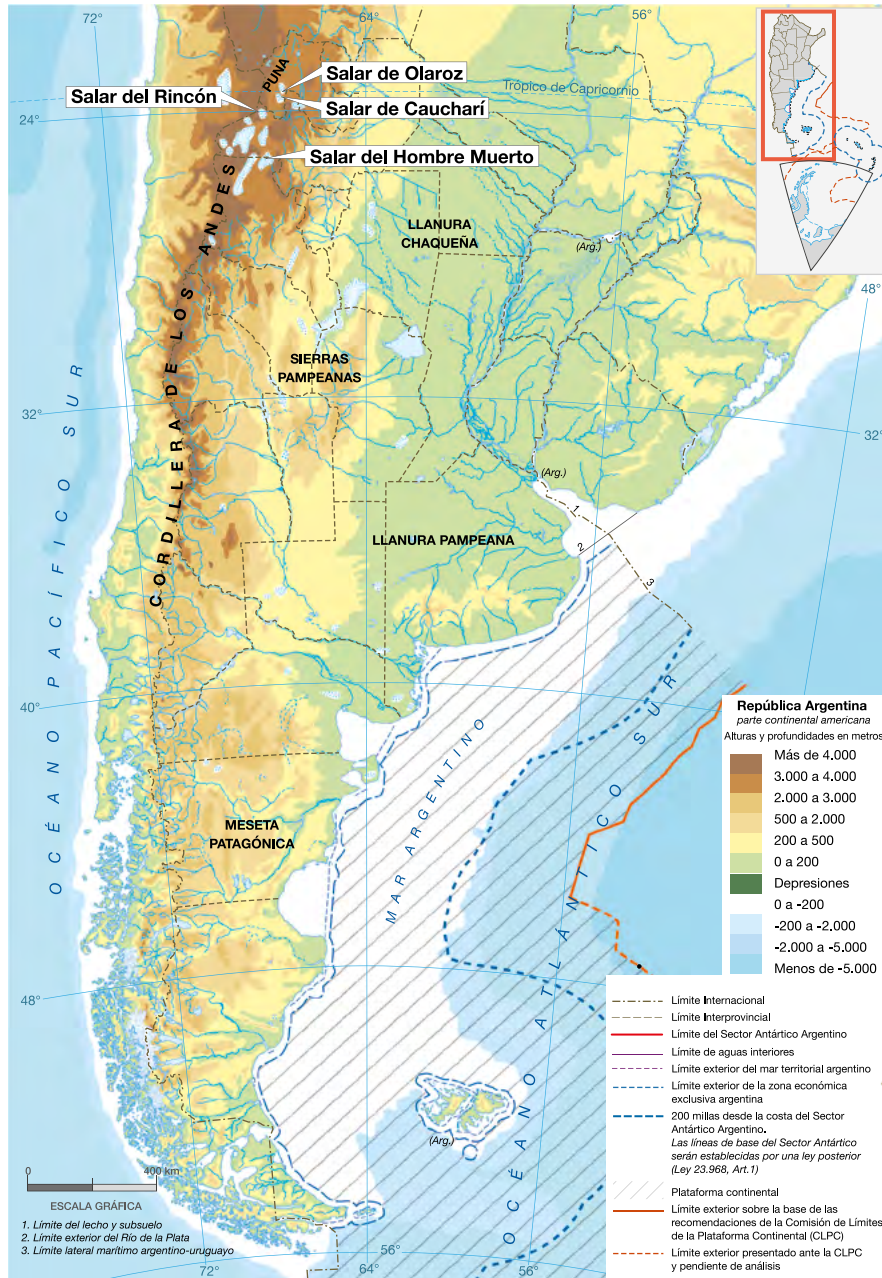 72°
64°
56°
PUNA
Salar de Olaroz
Trópico de Capricornio
Salar del Rincón
Salar de Caucharí
24°
24°
Salar del Hombre Muerto
LLANURA
CHAQUEÑA
(Arg.)
48°
CORDILLERA DE LOS ANDES
SIERRAS
PAMPEANAS
32°
32°
(Arg.)
1
LLANURA PAMPEANA
2
3
OCÉANO PACÍFICO SUR
40°
40°
MAR ARGENTINO
OCÉANO ATLÁNTICO SUR
MESETA
PATAGÓNICA
48°
(Arg.)
República Argentina
parte continental americana
Alturas y profundidades en metros
Más de 4.000
3.000 a 4.000
2.000 a 3.000
500 a 2.000
200 a 500
0 a 200
Depresiones
0 a -200
-200 a -2.000
-2.000 a -5.000
Menos de -5.000
Límite Internacional
Límite Interprovincial
Límite del Sector Antártico Argentino
Límite de aguas interiores
Límite exterior del mar territorial argentino
Límite exterior de la zona económica
exclusiva argentina
200 millas desde la costa del Sector
Antártico Argentino.
Las líneas de base del Sector Antártico
serán establecidas por una ley posterior
(Ley 23.968, Art.1)
Plataforma continental
Límite exterior sobre la base de las
recomendaciones de la Comisión de Límites
de la Plataforma Continental (CLPC)
Límite exterior presentado ante la CLPC
y pendiente de análisis
0
400 km
ESCALA GRÁFICA
1. Límite del lecho y subsuelo
2. Límite exterior del Río de la Plata
3. Límite lateral marítimo argentino-uruguayo
56°
72°
64°
56°